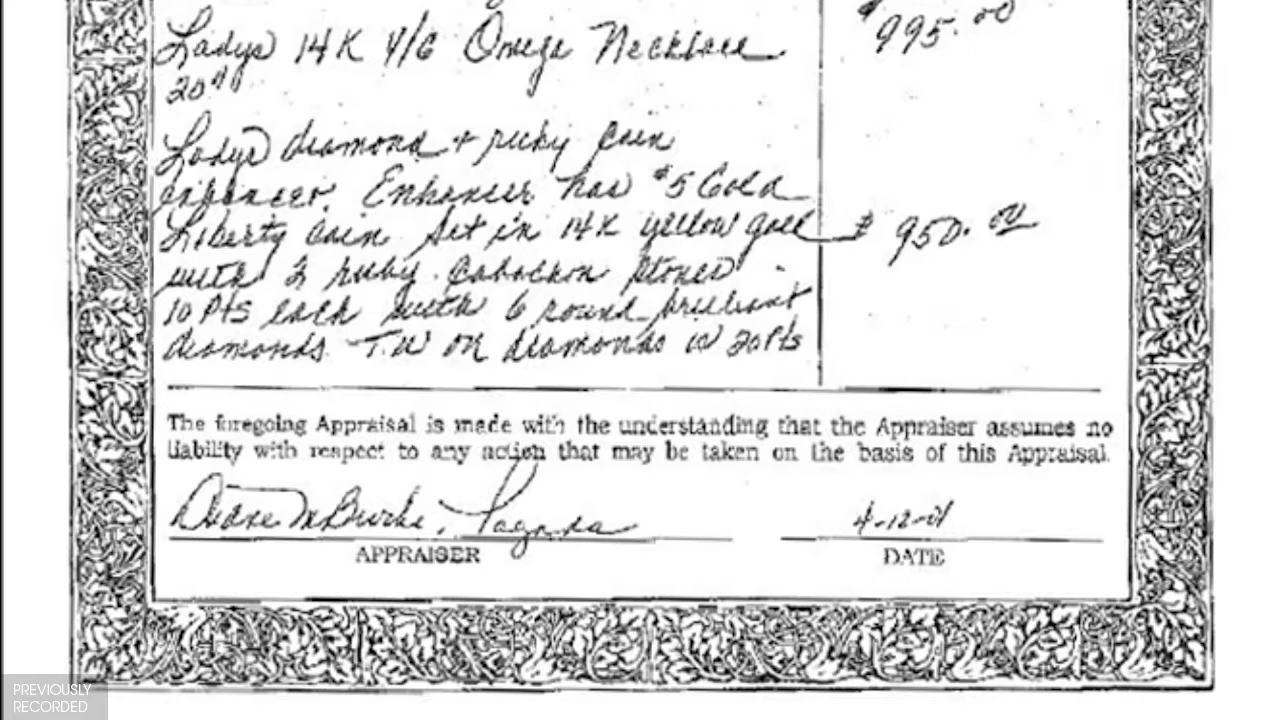 $ 995.00
Ladys 14K Y/G Omega Necklace
20"
Ladys diamond + ruby Coin
enhancer. Enhancer has $5 Gold
Liberty Coin Set in 14K yellow gold $ 950.00
with 2 ruby Cabachon Stones
10 Pts each with 6 round brilliant
diamonds. T.W on diamonds is 20Pts
The foregoing Appraisal is made with the understanding that the Appraiser assumes no
liability with respect to any action that may be taken on the basis of this Appraisal.
Duane M Burke, 4-12-01
APPRAISER DATE
PREVIOUSLY
RECORDED